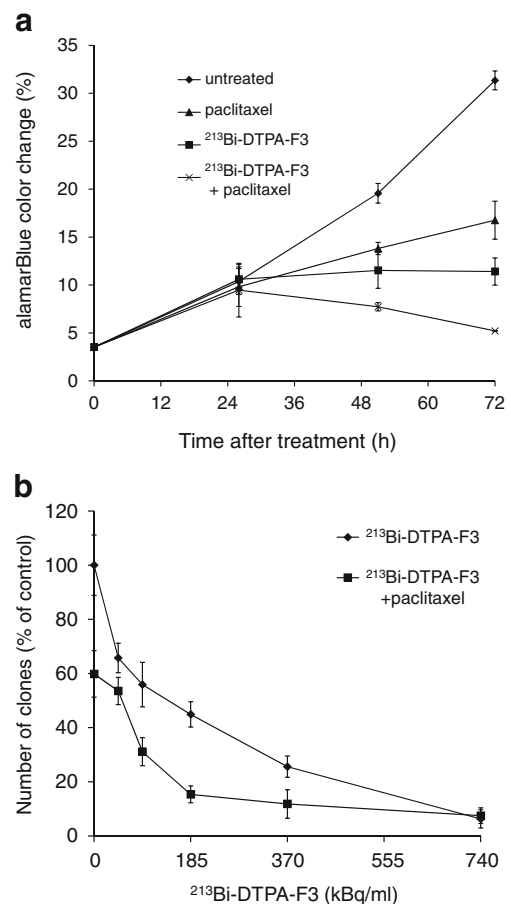 a
35
30
25
20
15
10
5
0
alamarBlue color change (%)
untreated
paclitaxel
²¹³Bi-DTPA-F3
²¹³Bi-DTPA-F3
+ paclitaxel
0 12 24 36 48 60 72
Time after treatment (h)
b
120
100
80
60
40
20
0
Number of clones (% of control)
²¹³Bi-DTPA-F3
²¹³Bi-DTPA-F3
+paclitaxel
0 185 370 555 740
²¹³Bi-DTPA-F3 (kBq/ml)